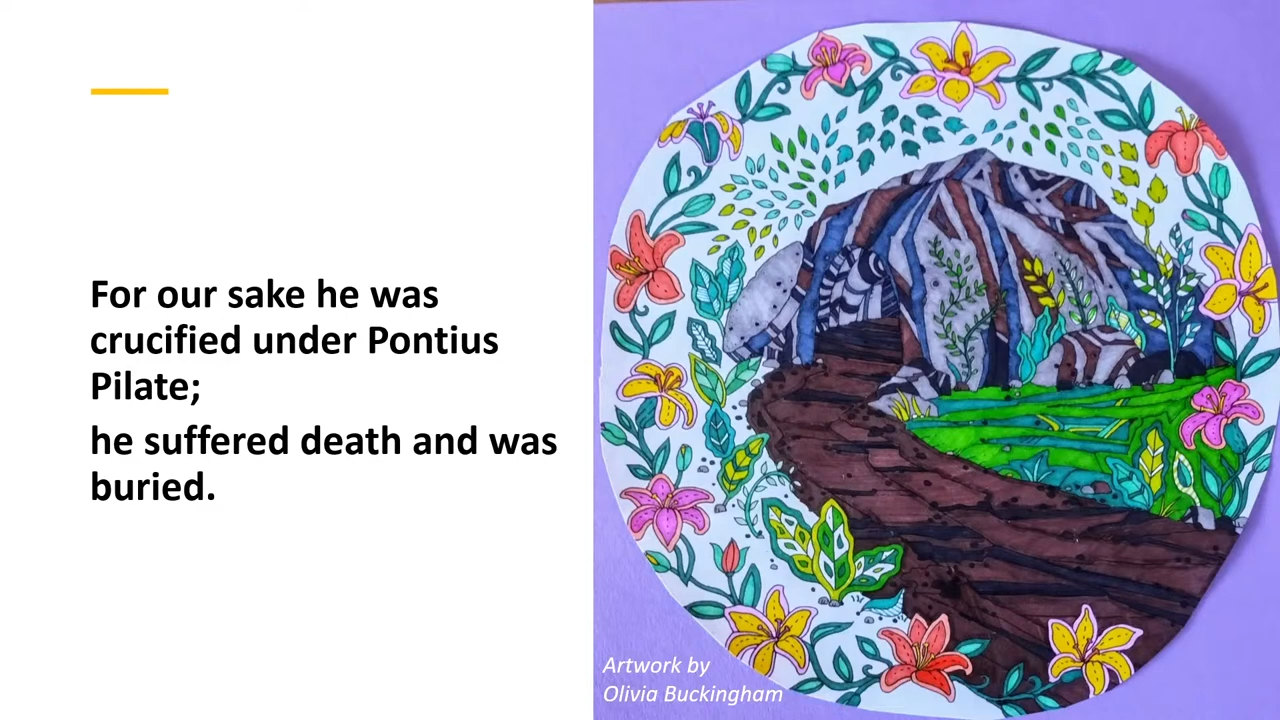 For our sake he was
crucified under Pontius
Pilate;
he suffered death and was
buried.
Artwork by
Olivia Buckingham